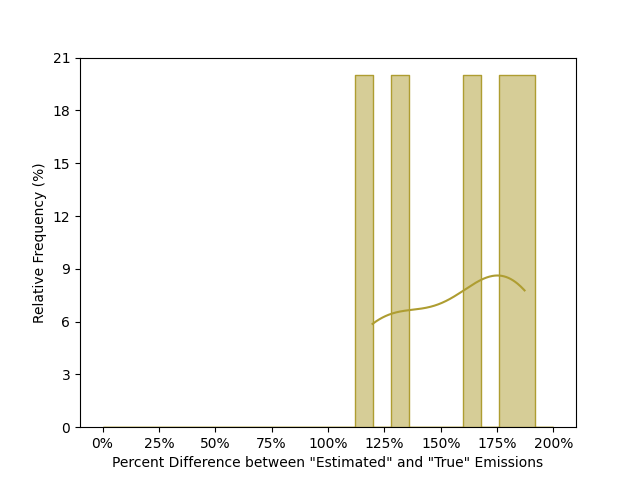 21
18
15
12
9
6
3
0
Relative Frequency (%)
0% 25% 50% 75% 100% 125% 150% 175% 200%
Percent Difference between "Estimated" and "True" Emissions